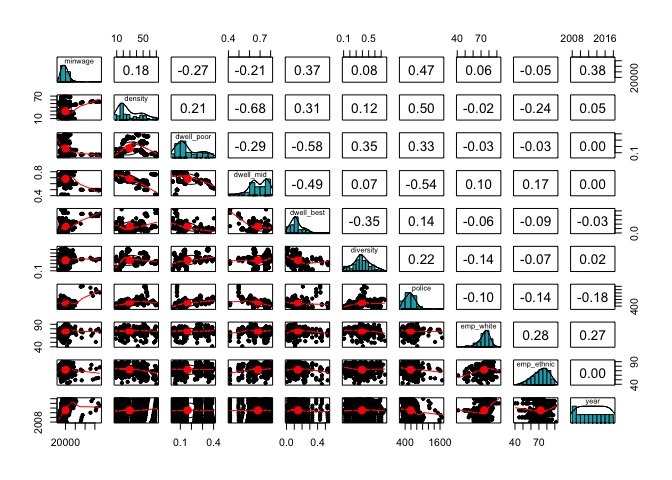 10 50 0.4 0.7 0.1 0.5 40 70 2008 2016
minwage 0.18 -0.27 -0.21 0.37 0.08 0.47 0.06 -0.05 0.38 20000
10 70 density 0.21 -0.68 0.31 0.12 0.50 -0.02 -0.24 0.05
dwell_poor -0.29 -0.58 0.35 0.33 -0.03 -0.03 0.00 0.1
0.4 0.8 dwell_mid -0.49 0.07 -0.54 0.10 0.17 0.00
dwell_best -0.35 0.14 -0.06 -0.09 -0.03 0.0
0.1 diversity 0.22 -0.14 -0.07 0.02
police -0.10 -0.14 -0.18 400
40 90 emp_white 0.28 0.27
emp_ethnic 0.00 40 90
2008 year
20000 0.1 0.4 0.0 0.4 400 1600 40 70